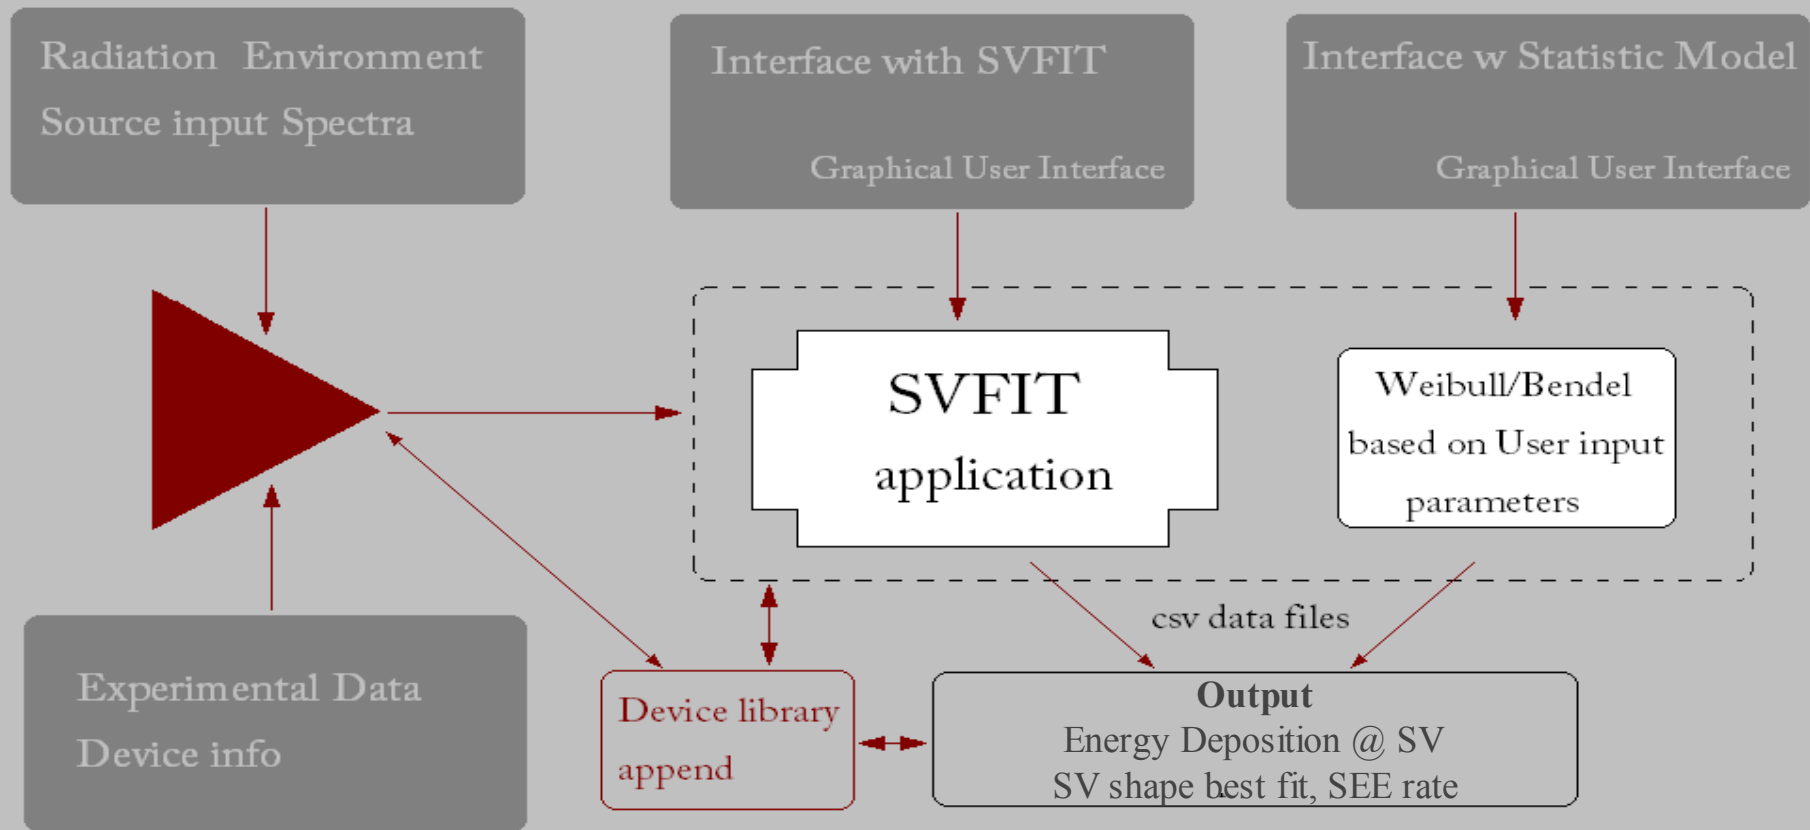 Radiation Environment
Source input Spectra
Interface with SVFIT
Graphical User Interface
Interface w Statistic Model
Graphical User Interface
SVFIT
application
Weibull/Bendel
based on User input
parameters
csv data files
Experimental Data
Device info
Device library
append
Output
Energy Deposition @ SV
SV shape best fit, SEE rate